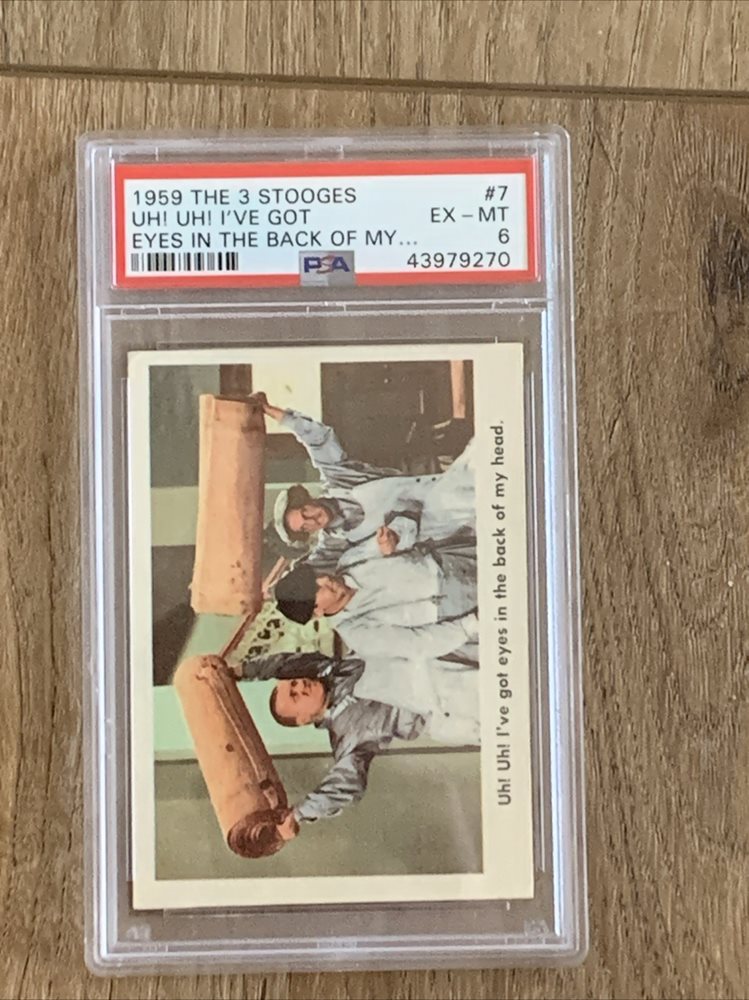 1959 THE 3 STOOGES #7
UH! UH! I'VE GOT EX - MT
EYES IN THE BACK OF MY... 6
PSA 43979270
Uh! Uh! I've got eyes in the back of my head.